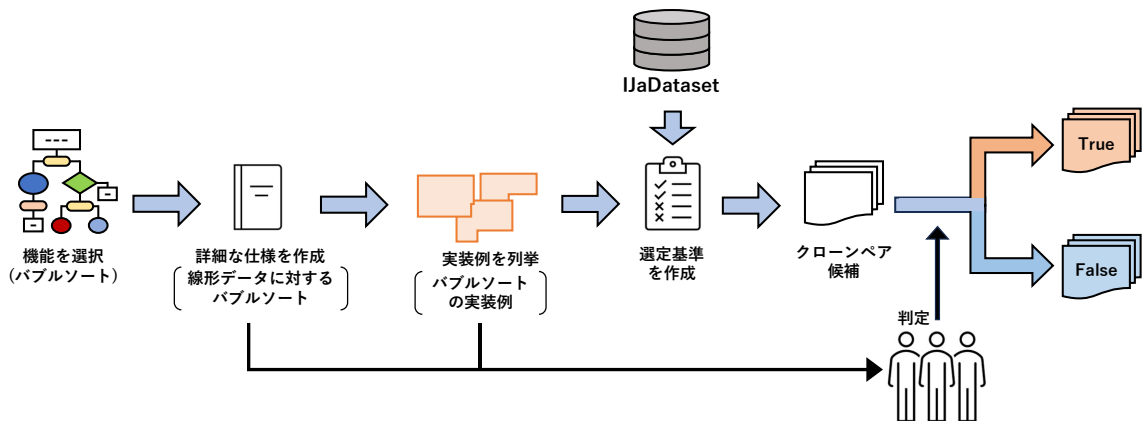 IJaDataset
True
---
-
-
機能を選択
(バブルソート)
詳細な仕様を作成
線形データに対する
バブルソート
実装例を列挙
バブルソート
の実装例
選定基準
を作成
クローンペア
候補
False
判定